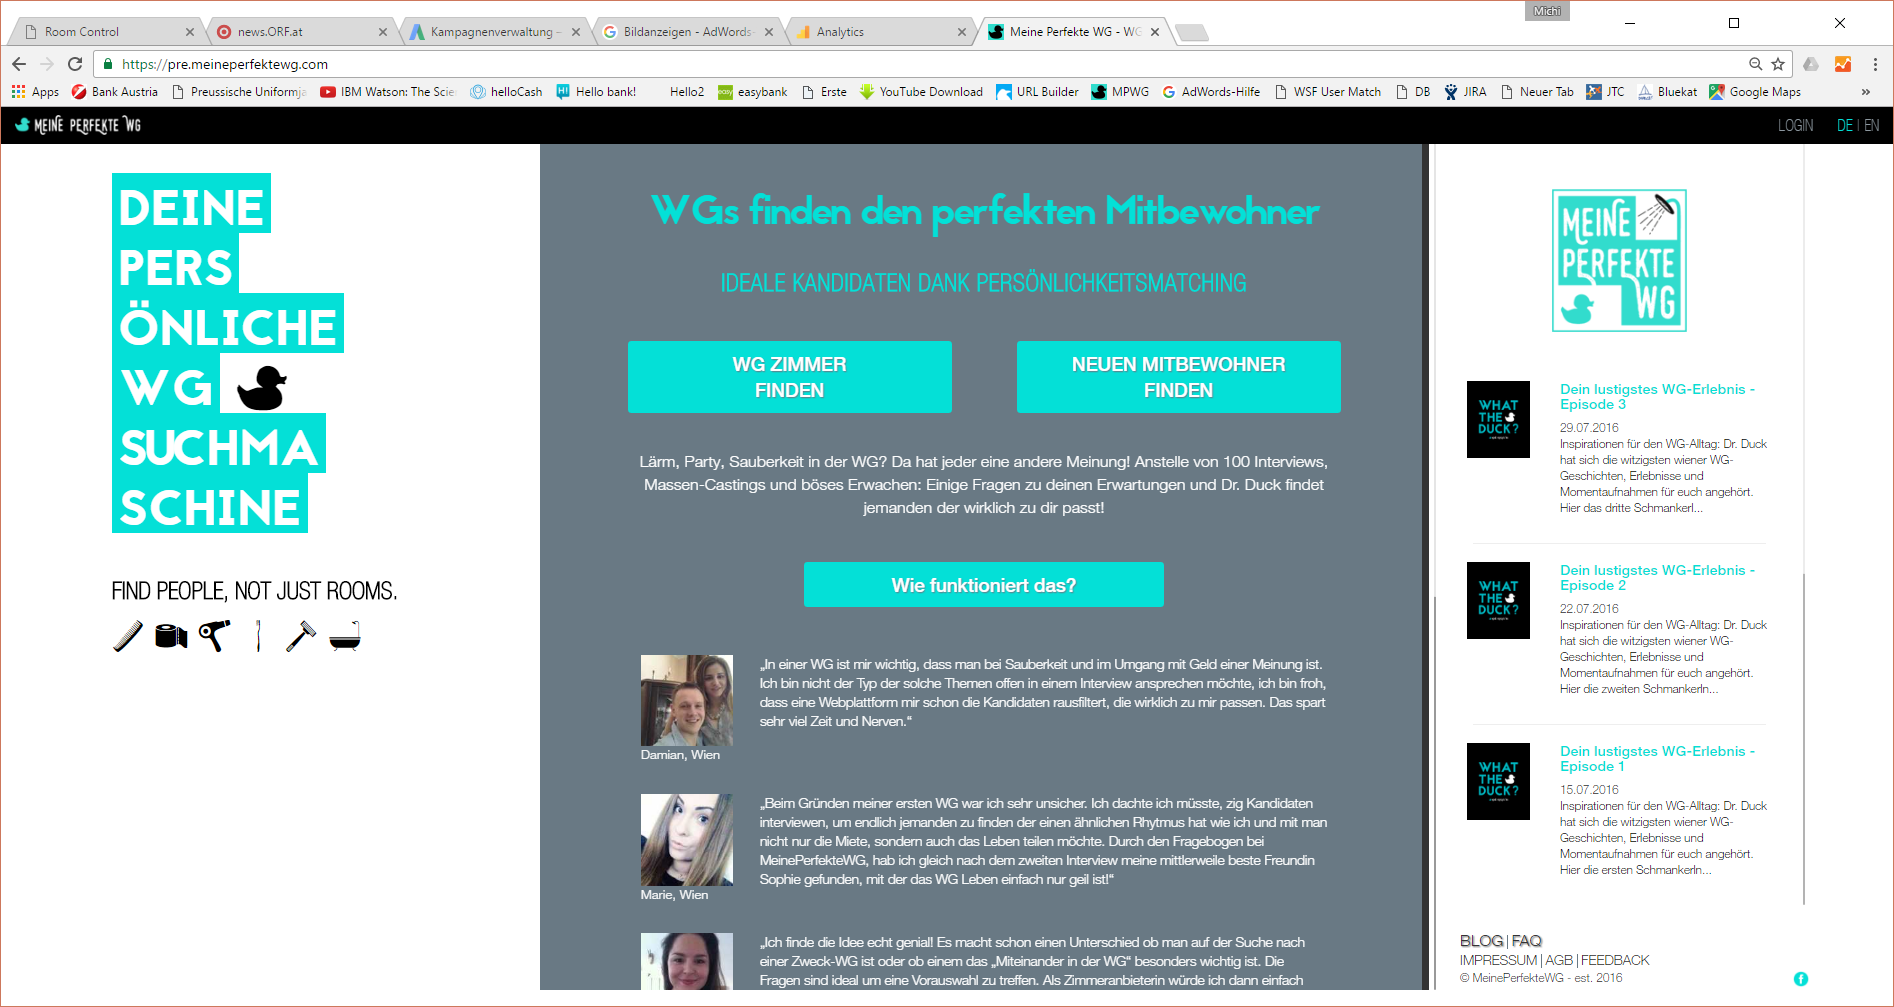 Michi
Room Control
news.ORF.at
Kampagnenverwaltung –
Bildanzeigen - AdWords-
Analytics
Meine Perfekte WG - WG
https://pre.meineperfektewg.com
Apps
Bank Austria
Preussische Uniformja
IBM Watson: The Scie
helloCash
Hello bank!
Hello2
easy
easybank
Erste
YouTube Download
URL Builder
MPWG
AdWords-Hilfe
WSF User Match
DB
JIRA
Neuer Tab
JTC
Bluekat
Google Maps
»
MEINE PERFEKTE WG
LOGIN
DE | EN
DEINE
PERS
ÖNLICHE
WG
SUCHMA
SCHINE
FIND PEOPLE, NOT JUST ROOMS.
WGs finden den perfekten Mitbewohner
IDEALE KANDIDATEN DANK PERSÖNLICHKEITSMATCHING
WG ZIMMER
FINDEN
NEUEN MITBEWOHNER
FINDEN
Lärm, Party, Sauberkeit in der WG? Da hat jeder eine andere Meinung! Anstelle von 100 Interviews,
Massen-Castings und böses Erwachen: Einige Fragen zu deinen Erwartungen und Dr. Duck findet
jemanden der wirklich zu dir passt!
Wie funktioniert das?
„In einer WG ist mir wichtig, dass man bei Sauberkeit und im Umgang mit Geld einer Meinung ist.
Ich bin nicht der Typ der solche Themen offen in einem Interview ansprechen möchte, ich bin froh,
dass eine Webplattform mir schon die Kandidaten rausfiltert, die wirklich zu mir passen. Das spart
sehr viel Zeit und Nerven.“
Damian, Wien
„Beim Gründen meiner ersten WG war ich sehr unsicher. Ich dachte ich müsste, zig Kandidaten
interviewen, um endlich jemanden zu finden der einen ähnlichen Rhytmus hat wie ich und mit man
nicht nur die Miete, sondern auch das Leben teilen möchte. Durch den Fragebogen bei
MeinePerfekteWG, hab ich gleich nach dem zweiten Interview meine mittlerweile beste Freundin
Sophie gefunden, mit der das WG Leben einfach nur geil ist!“
Marie, Wien
„Ich finde die Idee echt genial! Es macht schon einen Unterschied ob man auf der Suche nach
einer Zweck-WG ist oder ob einem das „Miteinander in der WG“ besonders wichtig ist. Die
Fragen sind ideal um eine Vorauswahl zu treffen. Als Zimmeranbieterin würde ich dann einfach
MEINE
PERFEKTE
WG
WHAT
THE
DUCK?
Dein lustigstes WG-Erlebnis -
Episode 3
29.07.2016
Inspirationen für den WG-Alltag: Dr. Duck
hat sich die witzigsten wiener WG-
Geschichten, Erlebnisse und
Momentaufnahmen für euch angehört.
Hier das dritte Schmankerl...
WHAT
THE
DUCK?
Dein lustigstes WG-Erlebnis -
Episode 2
22.07.2016
Inspirationen für den WG-Alltag: Dr. Duck
hat sich die witzigsten wiener WG-
Geschichten, Erlebnisse und
Momentaufnahmen für euch angehört.
Hier die zweiten Schmankerln...
WHAT
THE
DUCK?
Dein lustigstes WG-Erlebnis -
Episode 1
15.07.2016
Inspirationen für den WG-Alltag: Dr. Duck
hat sich die witzigsten wiener WG-
Geschichten, Erlebnisse und
Momentaufnahmen für euch angehört.
Hier die ersten Schmankerln...
BLOG | FAQ
IMPRESSUM | AGB | FEEDBACK
© MeinePerfekteWG - est. 2016